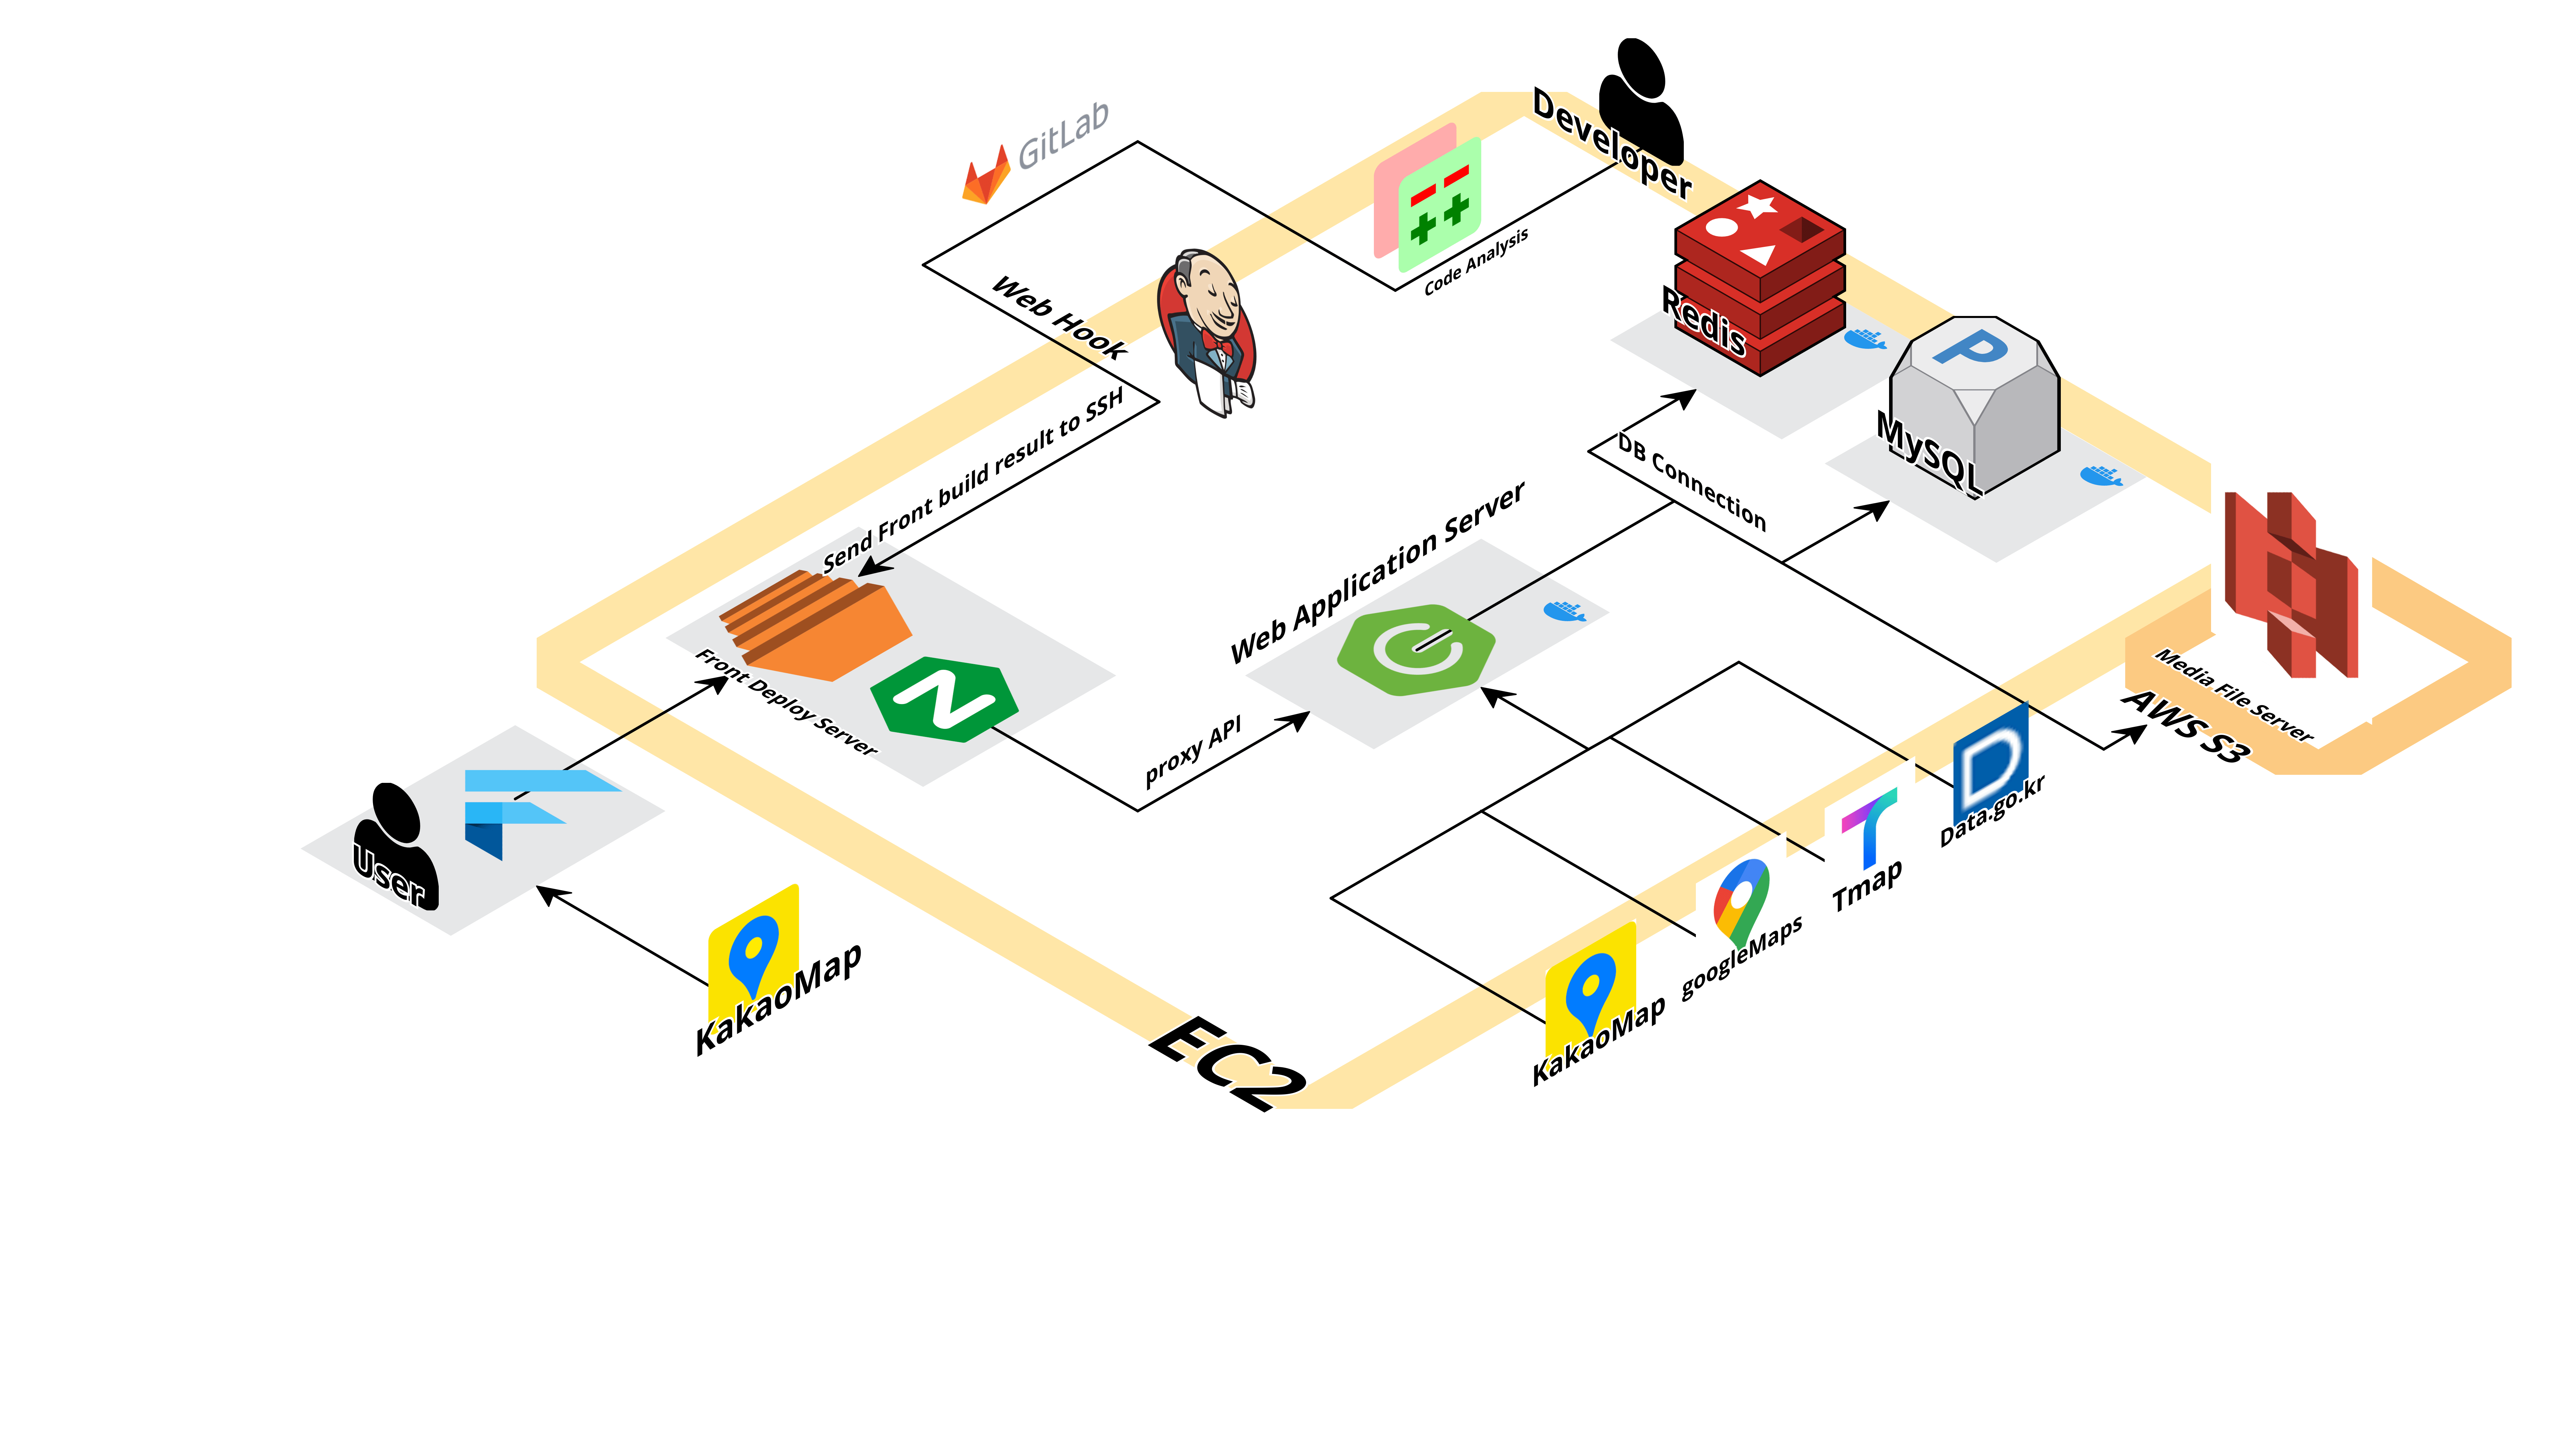 Developer
GitLab
Code Analysis
Web Hook
Redis
MySQL
Send Front build result to SSH
DB Connection
Web Application Server
Front Deploy Server
proxy API
Media File Server
AWS S3
User
Data.go.kr
Tmap
googleMaps
KakaoMap
KakaoMap
EC2